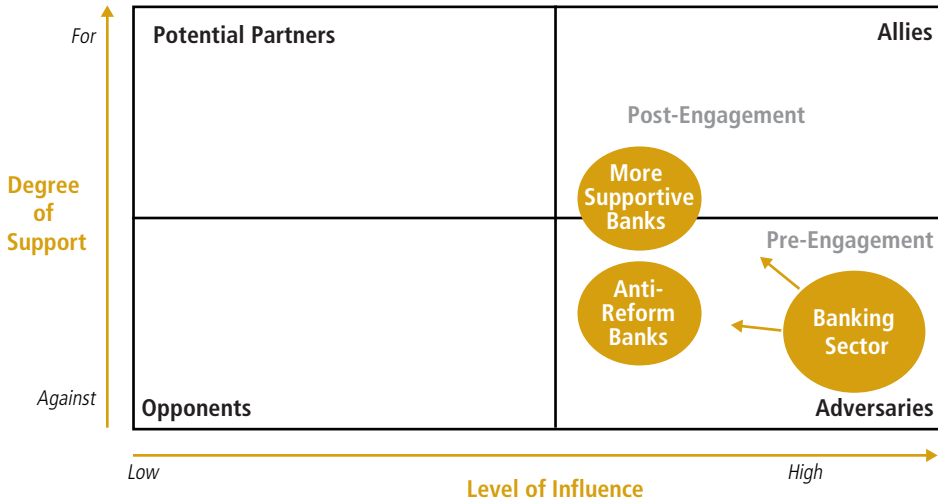 For
Potential Partners
Allies
Post-Engagement
Degree
of
Support
More
Supportive
Banks
Pre-Engagement
Anti-
Reform
Banks
Banking
Sector
Against
Opponents
Adversaries
Low
High
Level of Influence